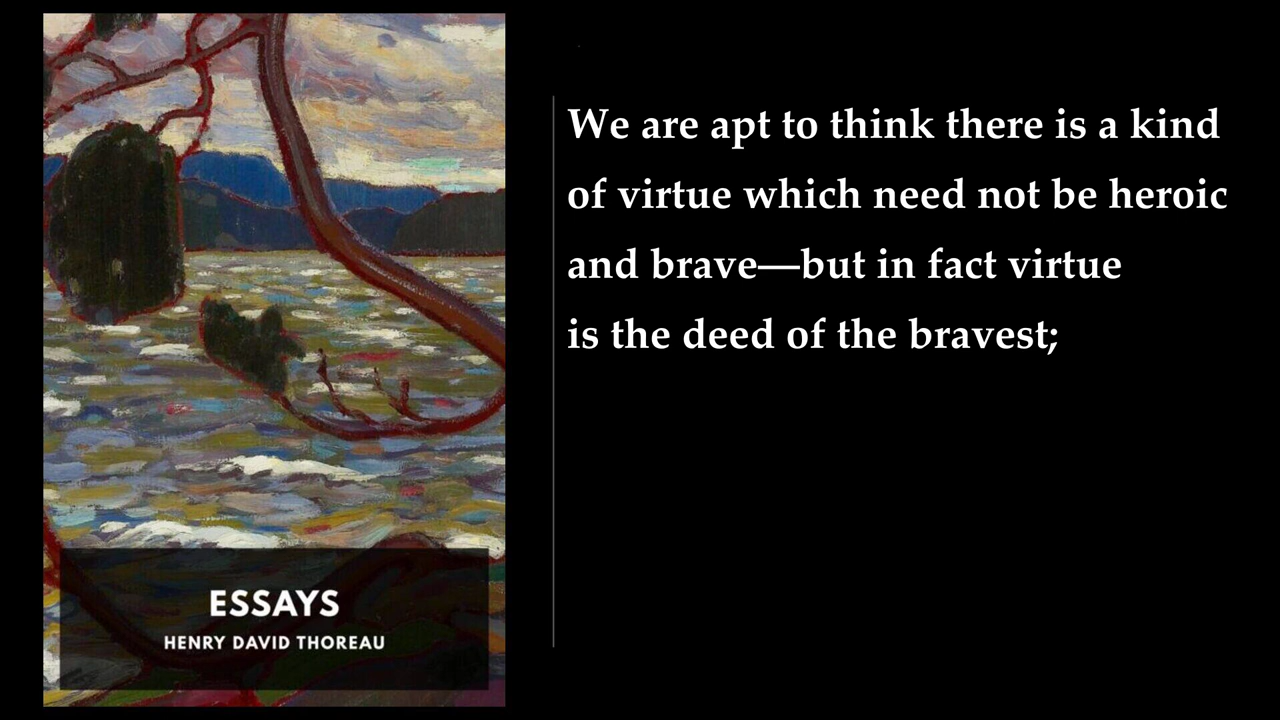 ESSAYS
HENRY DAVID THOREAU
We are apt to think there is a kind
of virtue which need not be heroic
and brave—but in fact virtue
is the deed of the bravest;